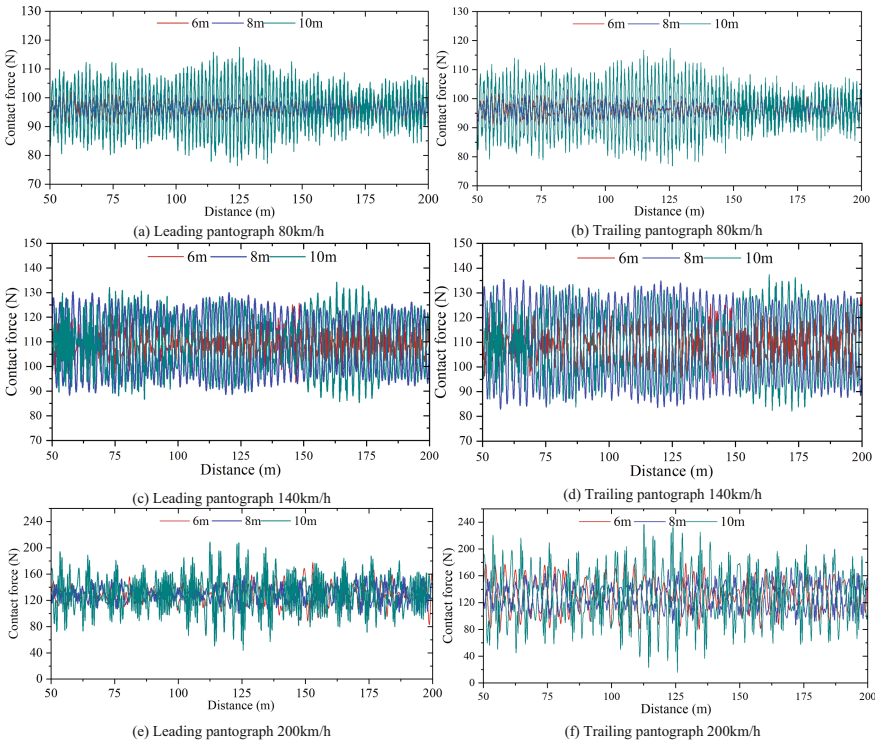 6m 8m 10m
Contact force (N)
130
120
110
100
90
80
70
50 75 100 125 150 175 200
Distance (m)
(a) Leading pantograph 80km/h
6m 8m 10m
Contact force (N)
130
120
110
100
90
80
70
50 75 100 125 150 175 200
Distance (m)
(b) Trailing pantograph 80km/h
6m 8m 10m
Contact force (N)
150
140
130
120
110
100
90
80
70
50 75 100 125 150 175 200
Distance (m)
(c) Leading pantograph 140km/h
6m 8m 10m
Contact force (N)
150
140
130
120
110
100
90
80
70
50 75 100 125 150 175 200
Distance (m)
(d) Trailing pantograph 140km/h
6m 8m 10m
Contact force (N)
240
200
160
120
80
40
0
50 75 100 125 150 175 200
Distance (m)
(e) Leading pantograph 200km/h
6m 8m 10m
Contact force (N)
240
200
160
120
80
40
0
50 75 100 125 150 175 200
Distance (m)
(f) Trailing pantograph 200km/h